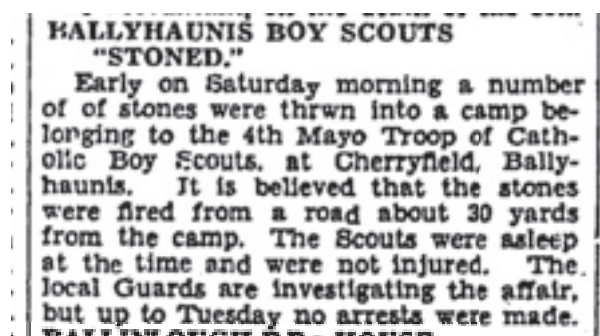 BALLYHAUNIS BOY SCOUTS
"STONED."
Early on Saturday morning a number
of of stones were thrwn into a camp be-
longing to the 4th Mayo Troop of Cath-
olic Boy Scouts, at Cherryfield, Bally-
haunis. It is believed that the stones
were fired from a road about 30 yards
from the camp. The Scouts were asleep
at the time and were not injured. The
local Guards are investigating the affair,
but up to Tuesday no arrests were made.